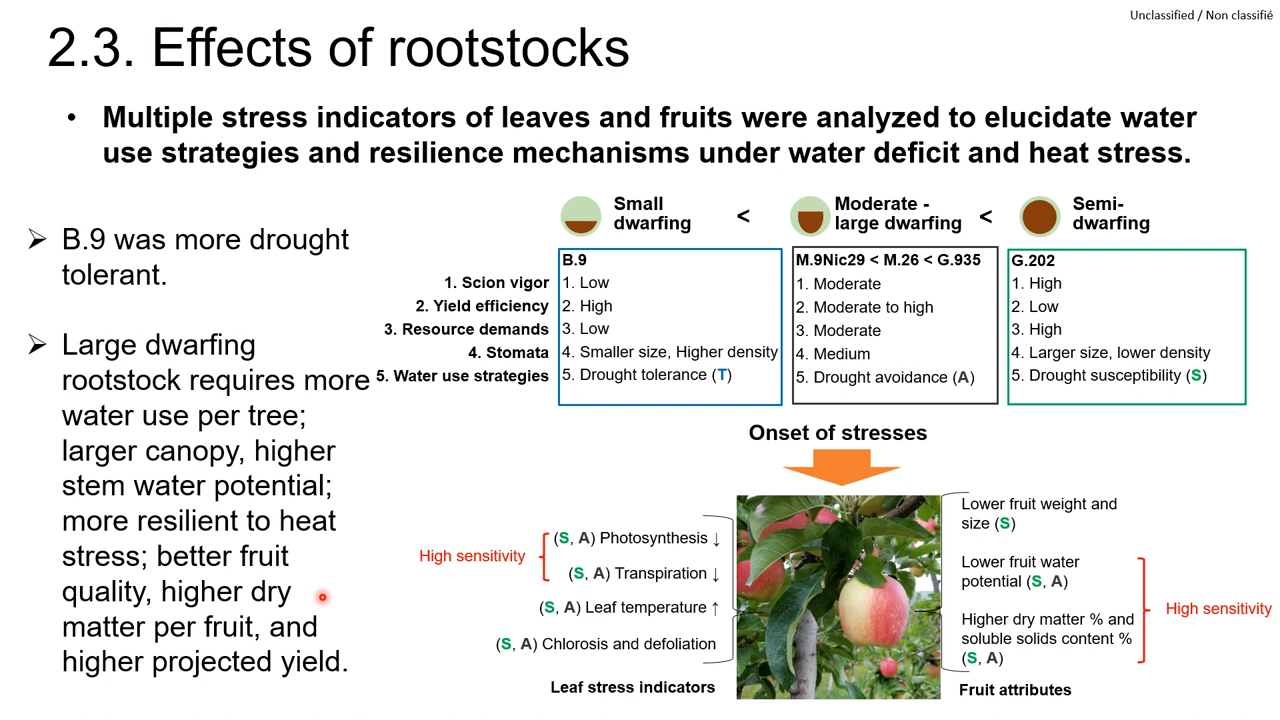 Unclassified / Non classifié
2.3. Effects of rootstocks
• Multiple stress indicators of leaves and fruits were analyzed to elucidate water
use strategies and resilience mechanisms under water deficit and heat stress.
➢ B.9 was more drought
tolerant.
➢ Large dwarfing
rootstock requires more
water use per tree;
larger canopy, higher
stem water potential;
more resilient to heat
stress; better fruit
quality, higher dry
matter per fruit, and
higher projected yield.
Small
dwarfing
<
Moderate -
large dwarfing
<
Semi-
dwarfing
1. Scion vigor
2. Yield efficiency
3. Resource demands
4. Stomata
5. Water use strategies
B.9
1. Low
2. High
3. Low
4. Smaller size, Higher density
5. Drought tolerance (T)
M.9Nic29 < M.26 < G.935
1. Moderate
2. Moderate to high
3. Moderate
4. Medium
5. Drought avoidance (A)
G.202
1. High
2. Low
3. High
4. Larger size, lower density
5. Drought susceptibility (S)
Onset of stresses
High sensitivity
(S, A) Photosynthesis ↓
(S, A) Transpiration ↓
(S, A) Leaf temperature ↑
(S, A) Chlorosis and defoliation
Leaf stress indicators
Lower fruit weight and
size (S)
Lower fruit water
potential (S, A)
Higher dry matter % and
soluble solids content %
(S, A)
High sensitivity
Fruit attributes